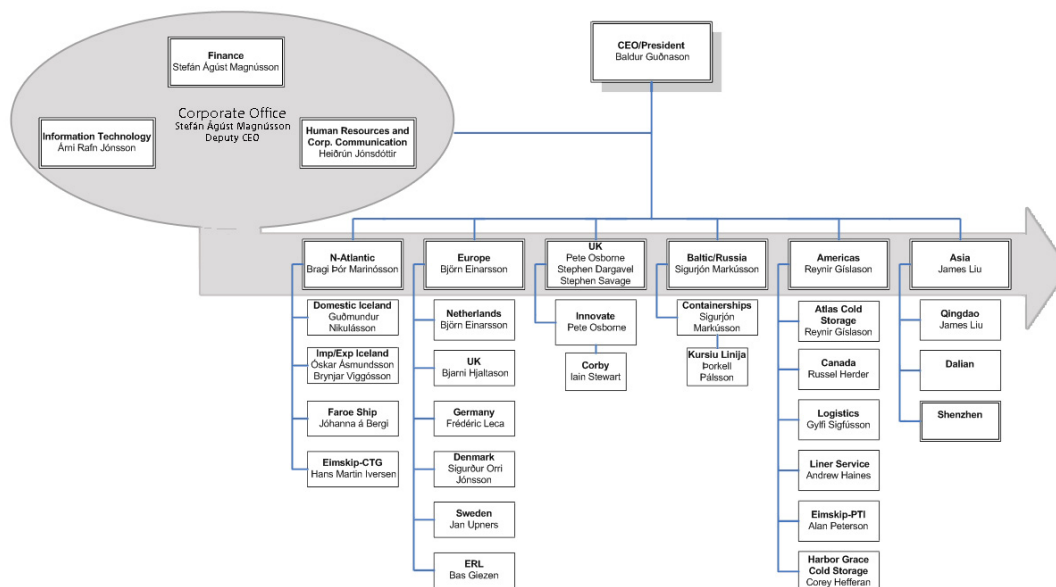 Finance
Stefán Ágúst Magnússon
Corporate Office
Stefán Ágúst Magnússon
Deputy CEO
Information Technology
Árni Rafn Jónsson
Human Resources and
Corp. Communication
Heiðrún Jónsdóttir
CEO/President
Baldur Guðnason
N-Atlantic
Bragi Þór Marinósson
Domestic Iceland
Guðmundur
Nikulásson
Imp/Exp Iceland
Óskar Ásmundsson
Brynjar Viggósson
Faroe Ship
Jóhanna á Bergi
Eimskip-CTG
Hans Martin Iversen
Europe
Björn Einarsson
Netherlands
Björn Einarsson
UK
Bjarni Hjaltason
Germany
Frédéric Leca
Denmark
Sigurður Orri
Jónsson
Sweden
Jan Upners
ERL
Bas Giezen
UK
Pete Osborne
Stephen Dargavel
Stephen Savage
Innovate
Pete Osborne
Corby
Iain Stewart
Baltic/Russia
Sigurjón Markússon
Containerships
Sigurjón
Markússon
Kursiu Linija
Þorkell
Pálsson
Americas
Reynir Gíslason
Atlas Cold
Storage
Reynir Gíslason
Canada
Russel Herder
Logistics
Gylfi Sigfússon
Liner Service
Andrew Haines
Eimskip-PTI
Alan Peterson
Harbor Grace
Cold Storage
Corey Hefferan
Asia
James Liu
Qingdao
James Liu
Dalian
Shenzhen